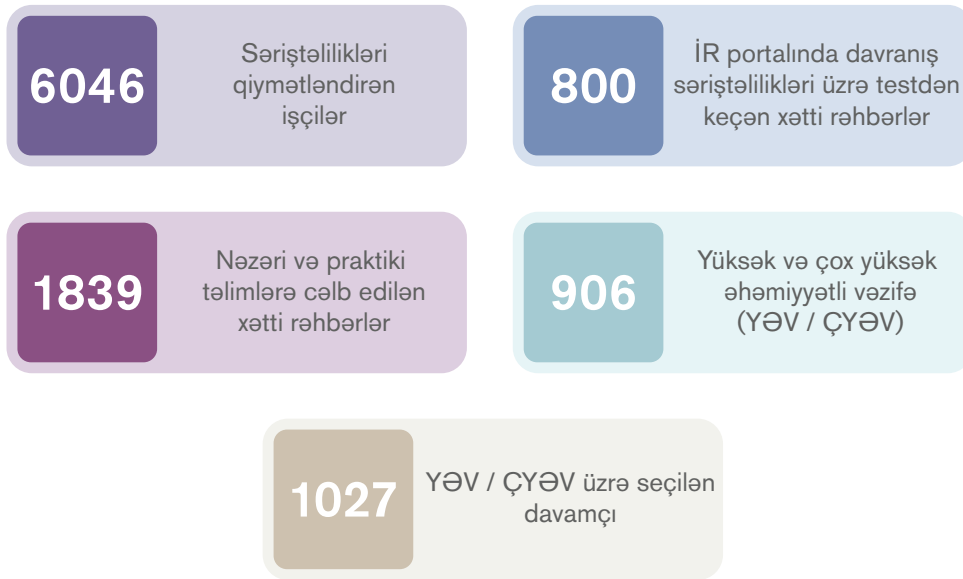 6046
Səriştəlilikləri
qiymətləndirən
işçilər
800
İR portalında davranış
səriştəlilikləri üzrə testdən
keçən xətti rəhbərlər
1839
Nəzəri və praktiki
təlimlərə cəlb edilən
xətti rəhbərlər
906
Yüksək və çox yüksək
əhəmiyyətli vəzifə
(YƏV / ÇYƏV)
1027
YƏV / ÇYƏV üzrə seçilən
davamçı